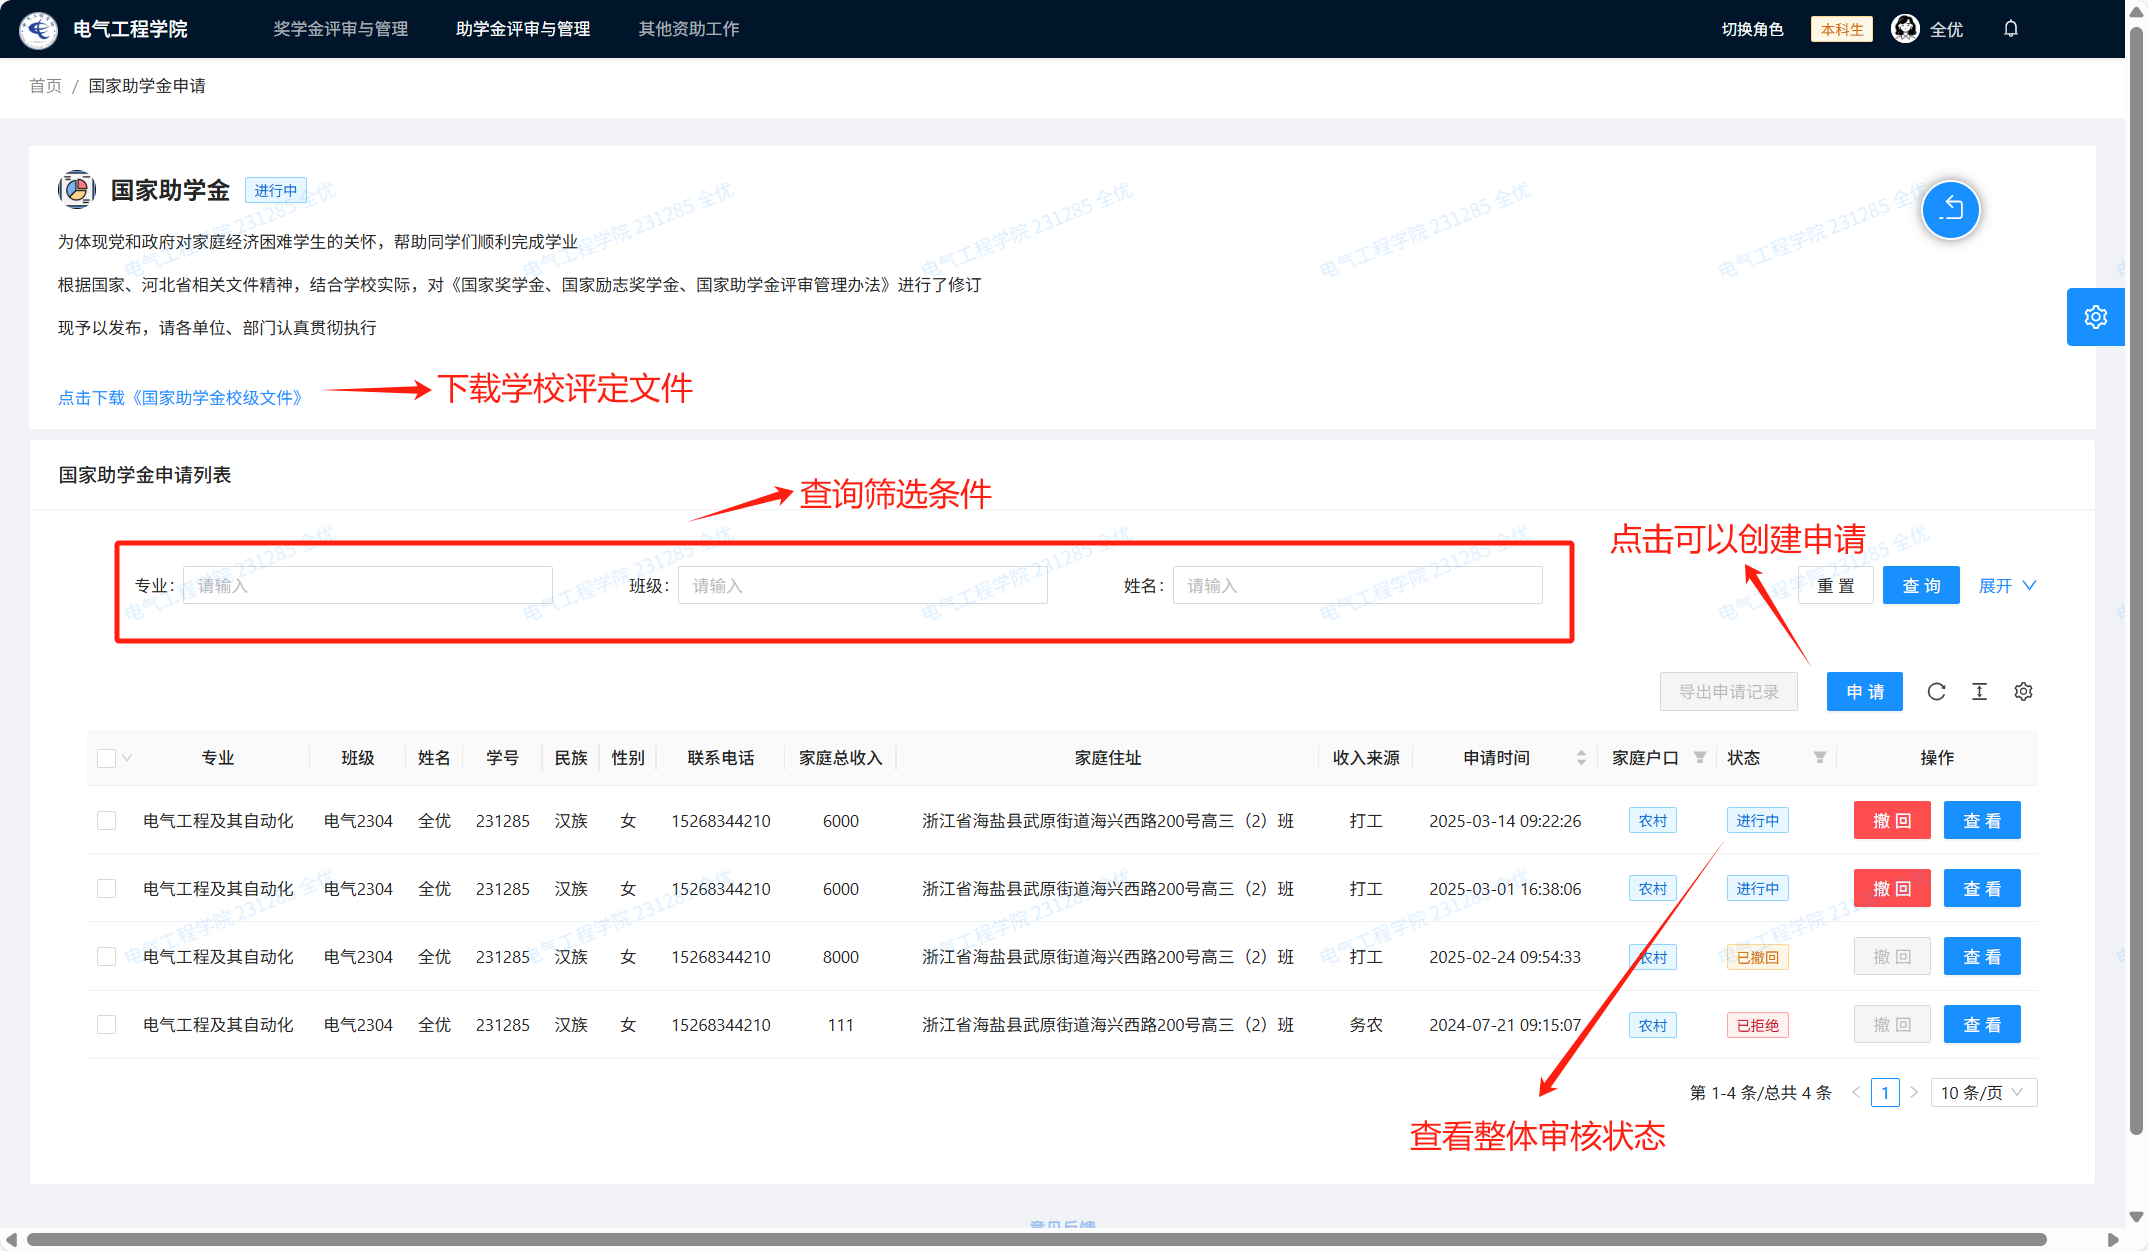 电气工程学院 奖学金评审与管理 助学金评审与管理 其他资助工作 切换角色 本科生 全优
首页 / 国家助学金申请
国家助学金 进行中
为体现党和政府对家庭经济困难学生的关怀，帮助同学们顺利完成学业
根据国家、河北省相关文件精神，结合学校实际，对《国家奖学金、国家励志奖学金、国家助学金评审管理办法》进行了修订
现予以发布，请各单位、部门认真贯彻执行
点击下载《国家助学金校级文件》 下载学校评定文件
国家助学金申请列表
查询筛选条件
点击可以创建申请
专业： 请输入 班级： 请输入 姓名： 请输入 重 置 查 询 展开
导出申请记录 申 请
专业 班级 姓名 学号 民族 性别 联系电话 家庭总收入 家庭住址 收入来源 申请时间 家庭户口 状态 操作
电气工程及其自动化 电气2304 全优 231285 汉族 女 15268344210 6000 浙江省海盐县武原街道海兴西路200号高三（2）班 打工 2025-03-14 09:22:26 农村 进行中 撤 回 查 看
电气工程及其自动化 电气2304 全优 231285 汉族 女 15268344210 6000 浙江省海盐县武原街道海兴西路200号高三（2）班 打工 2025-03-01 16:38:06 农村 进行中 撤 回 查 看
电气工程及其自动化 电气2304 全优 231285 汉族 女 15268344210 8000 浙江省海盐县武原街道海兴西路200号高三（2）班 打工 2025-02-24 09:54:33 农村 已撤回 撤 回 查 看
电气工程及其自动化 电气2304 全优 231285 汉族 女 15268344210 111 浙江省海盐县武原街道海兴西路200号高三（2）班 务农 2024-07-21 09:15:07 农村 已拒绝 撤 回 查 看
第 1-4 条/总共 4 条 < 1 > 10 条/页
查看整体审核状态
意见反馈
电气工程学院 231285 全优